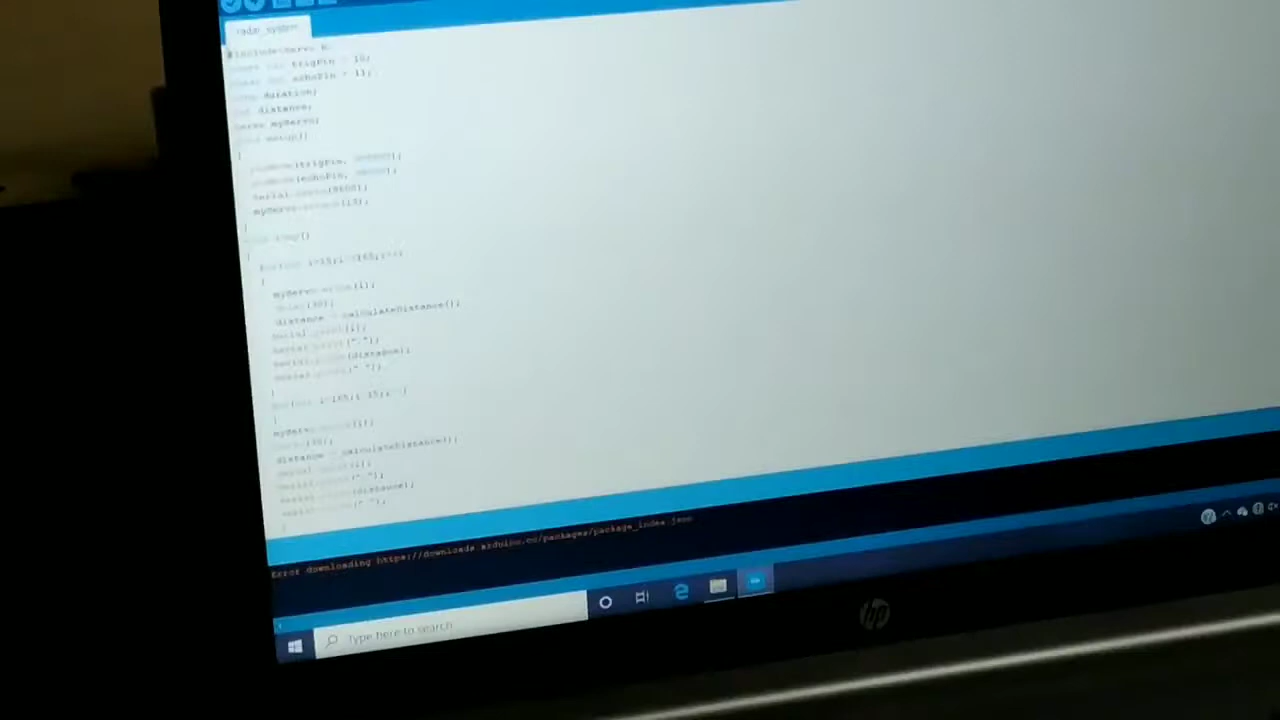 radar_system
#include<Servo.h>
const int trigPin = 10;
const int echoPin = 11;
long duration;
int distance;
Servo myServo;
void setup()
{
pinMode(trigPin, OUTPUT);
pinMode(echoPin, INPUT);
Serial.begin(9600);
myServo.attach(
}
void loop()
{
for(int i=15;i<=165;i++)
{
myServo.write(i);
delay(30);
distance = calculateDistance();
Serial.print(i);
Serial.print(
Serial.print(distance);
Serial.print(
}
for(int i=165;i>15;i--)
{
myServo.write(i);
delay(30);
distance = calculateDistance();
Serial.print(i);
Serial.print(
Serial.print(distance);
Serial.print(
}
Error downloading https://downloads.arduino.cc/packages/package_index.json
Type here to search
hp